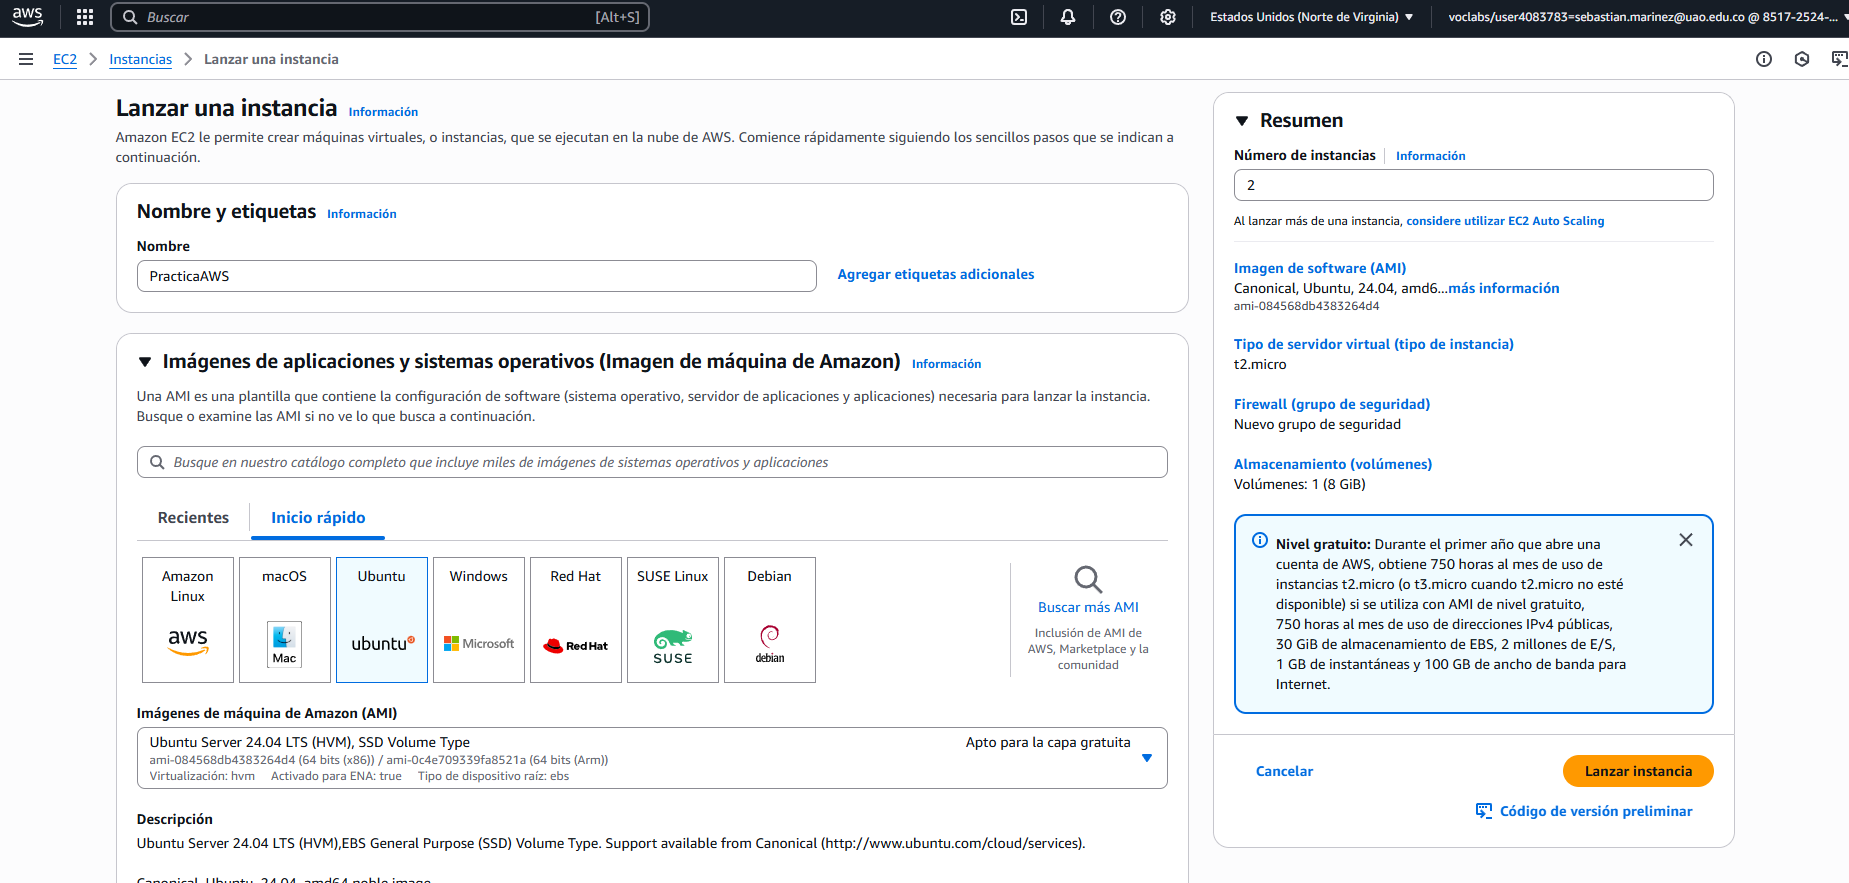 aws
Buscar [Alt+S]
Estados Unidos (Norte de Virginia)
voclabs/user4083783=sebastian.marinez@uao.edu.co @ 8517-2524-...
EC2
Instancias
Lanzar una instancia
Lanzar una instancia Información
Amazon EC2 le permite crear máquinas virtuales, o instancias, que se ejecutan en la nube de AWS. Comience rápidamente siguiendo los sencillos pasos que se indican a
continuación.
Nombre y etiquetas Información
Nombre
PracticaAWS
Agregar etiquetas adicionales
Imágenes de aplicaciones y sistemas operativos (Imagen de máquina de Amazon) Información
Una AMI es una plantilla que contiene la configuración de software (sistema operativo, servidor de aplicaciones y aplicaciones) necesaria para lanzar la instancia.
Busque o examine las AMI si no ve lo que busca a continuación.
Busque en nuestro catálogo completo que incluye miles de imágenes de sistemas operativos y aplicaciones
Recientes
Inicio rápido
Amazon
Linux
aws
macOS
Mac
Ubuntu
ubuntu
Windows
Microsoft
Red Hat
Red Hat
SUSE Linux
SUSE
Debian
debian
Buscar más AMI
Inclusión de AMI de
AWS, Marketplace y la
comunidad
Imágenes de máquina de Amazon (AMI)
Ubuntu Server 24.04 LTS (HVM), SSD Volume Type
Apto para la capa gratuita
ami-084568db4383264d4 (64 bits (x86)) / ami-0c4e709339fa8521a (64 bits (Arm))
Virtualización: hvm Activado para ENA: true Tipo de dispositivo raíz: ebs
Descripción
Ubuntu Server 24.04 LTS (HVM),EBS General Purpose (SSD) Volume Type. Support available from Canonical (http://www.ubuntu.com/cloud/services).
Canonical, Ubuntu, 24.04, amd64 noble image
Resumen
Número de instancias Información
2
Al lanzar más de una instancia, considere utilizar EC2 Auto Scaling
Imagen de software (AMI)
Canonical, Ubuntu, 24.04, amd6...más información
ami-084568db4383264d4
Tipo de servidor virtual (tipo de instancia)
t2.micro
Firewall (grupo de seguridad)
Nuevo grupo de seguridad
Almacenamiento (volúmenes)
Volúmenes: 1 (8 GiB)
Nivel gratuito: Durante el primer año que abre una
cuenta de AWS, obtiene 750 horas al mes de uso de
instancias t2.micro (o t3.micro cuando t2.micro no esté
disponible) si se utiliza con AMI de nivel gratuito,
750 horas al mes de uso de direcciones IPv4 públicas,
30 GiB de almacenamiento de EBS, 2 millones de E/S,
1 GB de instantáneas y 100 GB de ancho de banda para
Internet.
Cancelar
Lanzar instancia
Código de versión preliminar